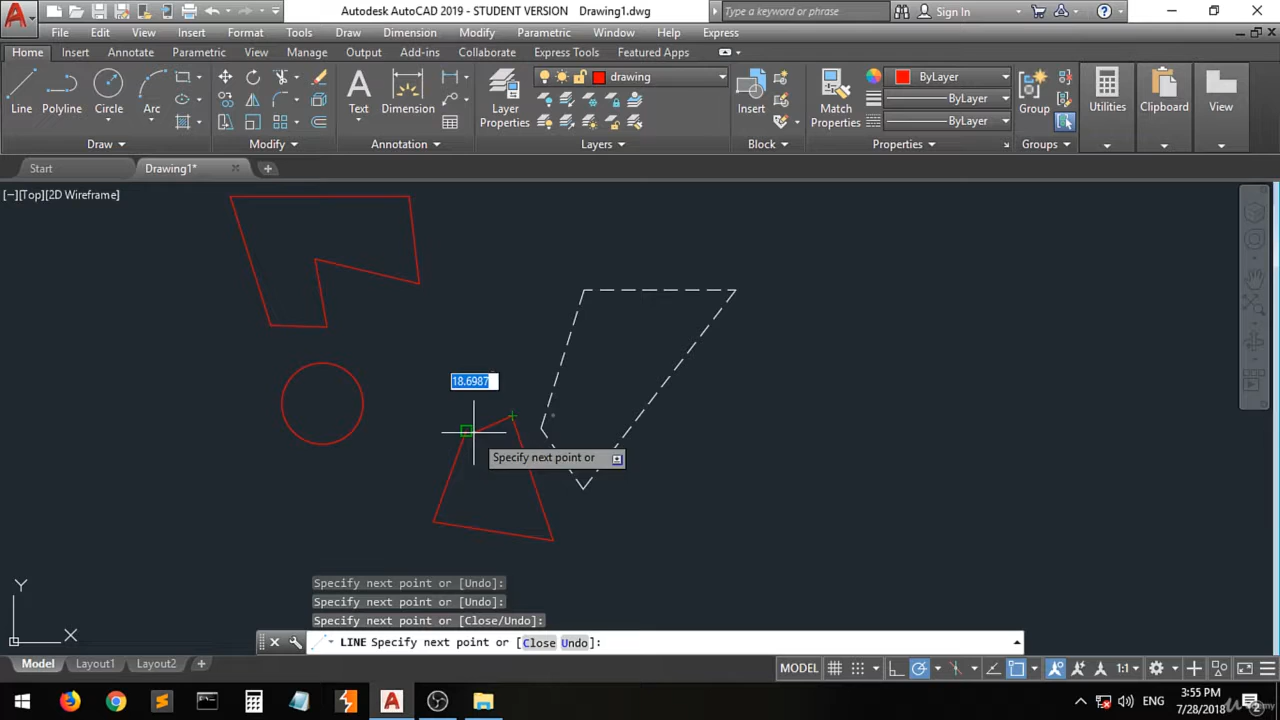 Autodesk AutoCAD 2019 - STUDENT VERSION Drawing1.dwg
Type a keyword or phrase
Sign In
File Edit View Insert Format Tools Draw Dimension Modify Parametric Window Help Express
Home Insert Annotate Parametric View Manage Output Add-ins Collaborate Express Tools Featured Apps
drawing
ByLayer
ByLayer
ByLayer
Line Polyline Circle Arc
Text Dimension
Layer Properties
Insert
Match Properties
Group
Utilities
Clipboard
View
Draw Modify Annotation Layers Block Properties Groups
Start Drawing1*
[−][Top][2D Wireframe]
18.6987
Specify next point or
Y
X
Specify next point or [Undo]:
Specify next point or [Undo]:
Specify next point or [Close/Undo]:
LINE Specify next point or [Close Undo]:
Model Layout1 Layout2
MODEL 1:1
ENG
3:55 PM
7/28/2018